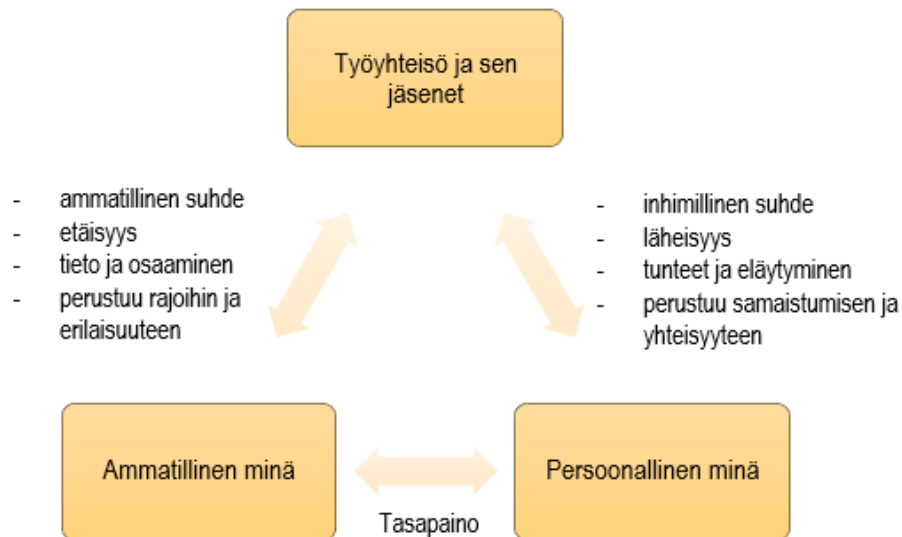 Työyhteisö ja sen
jäsenet
- ammatillinen suhde
- etäisyys
- tieto ja osaaminen
- perustuu rajoihin ja
erilaisuuteen
- inhimillinen suhde
- läheisyys
- tunteet ja eläytyminen
- perustuu samaistumisen ja
yhteisyyteen
Ammatillinen minä
Persoonallinen minä
Tasapaino